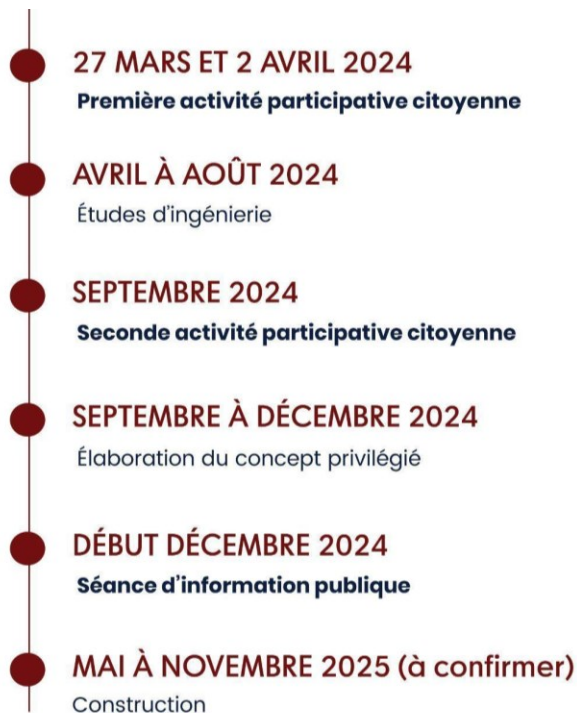 27 MARS ET 2 AVRIL 2024
Première activité participative citoyenne
AVRIL À AOÛT 2024
Études d'ingénierie
SEPTEMBRE 2024
Seconde activité participative citoyenne
SEPTEMBRE À DÉCEMBRE 2024
Élaboration du concept privilégié
DÉBUT DÉCEMBRE 2024
Séance d'information publique
MAI À NOVEMBRE 2025 (à confirmer)
Construction